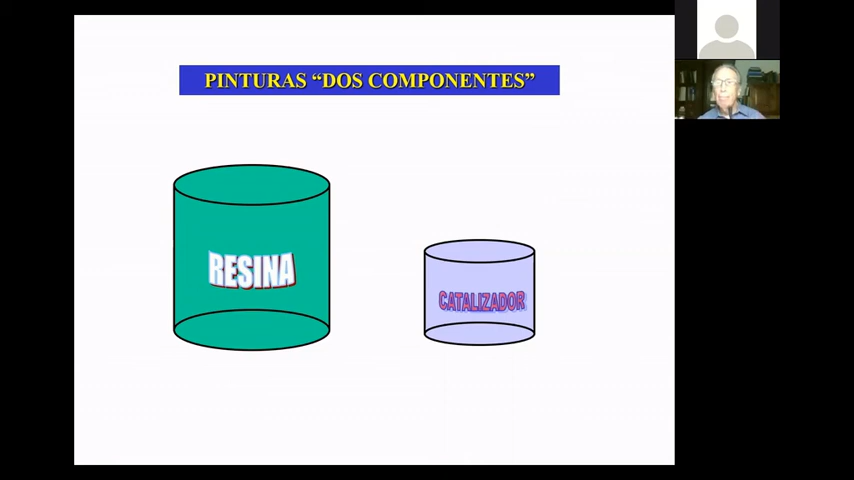 PINTURAS “DOS COMPONENTES”
RESINA
CATALIZADOR